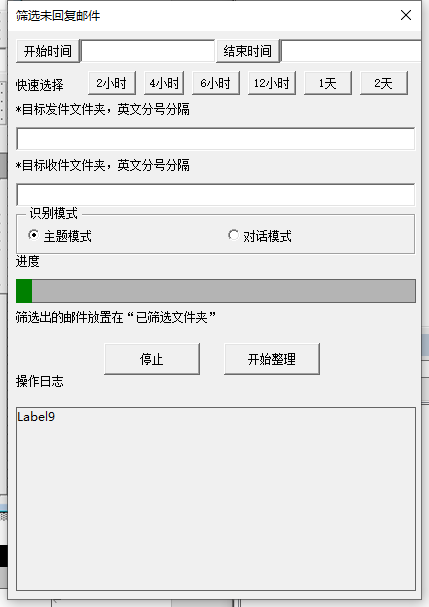 筛选未回复邮件
开始时间 结束时间
快速选择 2小时 4小时 6小时 12小时 1天 2天
*目标发件文件夹，英文分号分隔
*目标收件文件夹，英文分号分隔
识别模式
主题模式 对话模式
进度
筛选出的邮件放置在“已筛选文件夹”
停止 开始整理
操作日志
Label9